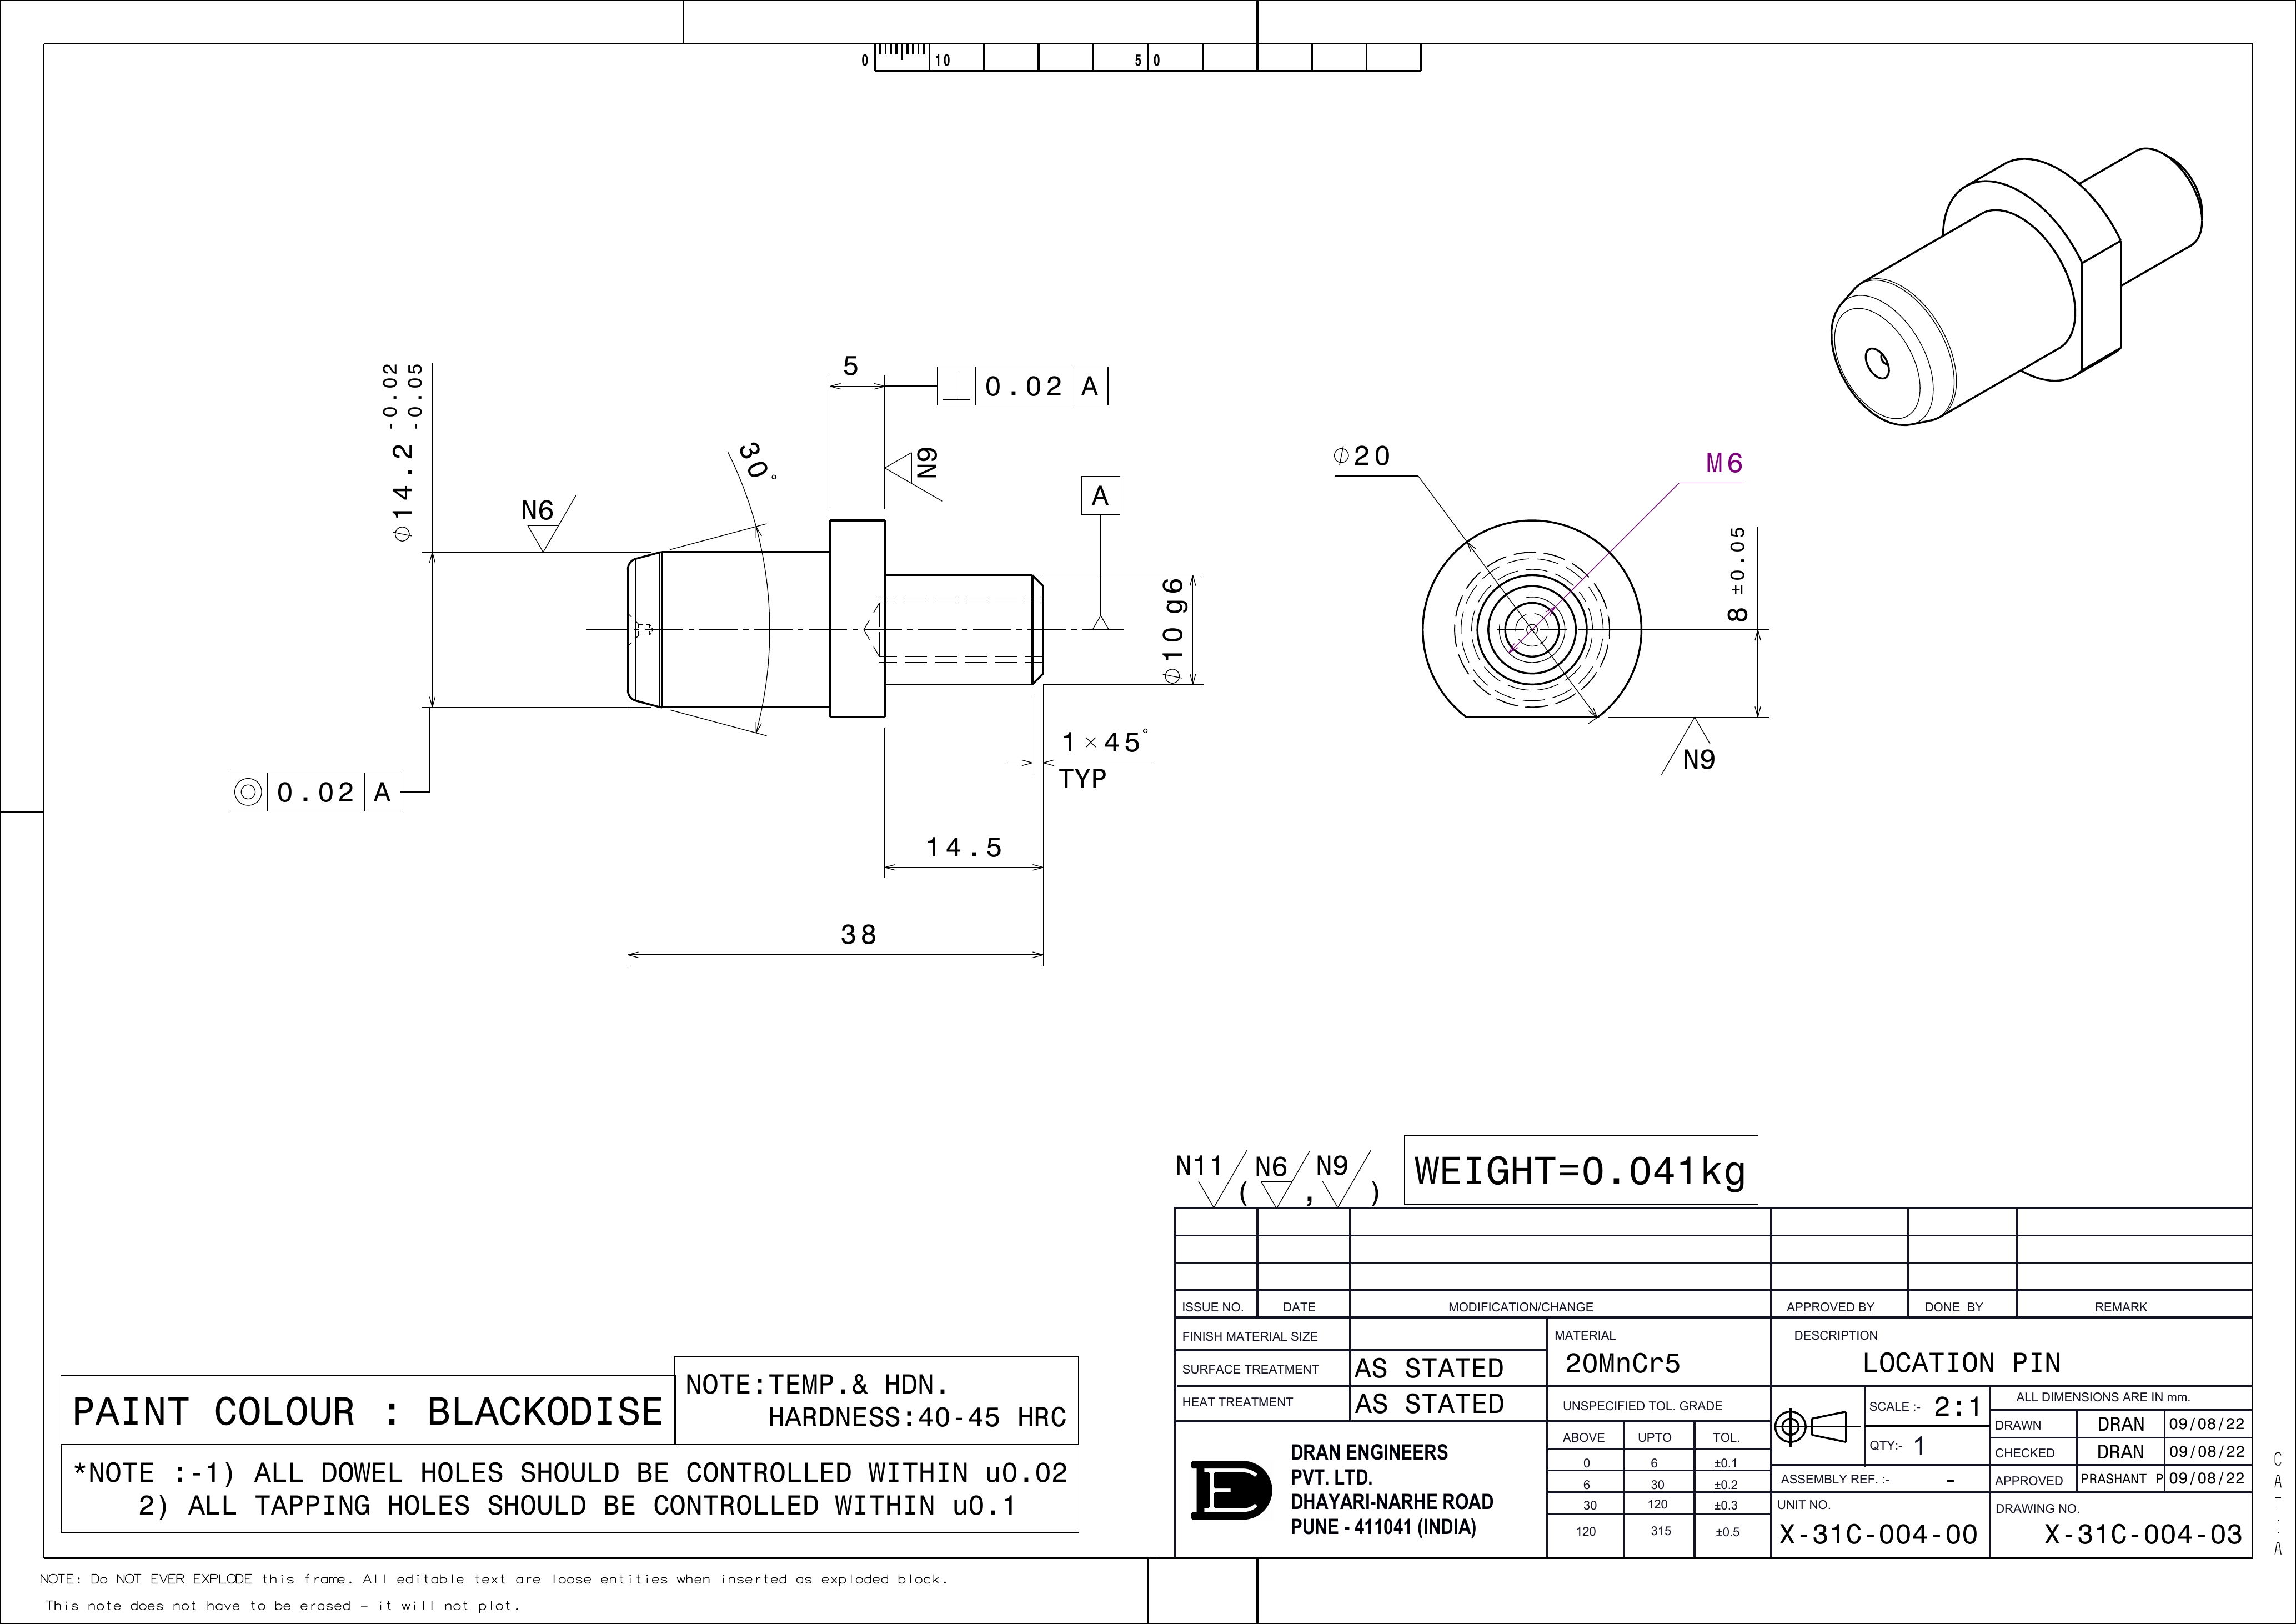 0 10 50
Ø14.2 -0.02
-0.05
5
⊥ 0.02 A
30°
N9
N6
A
Ø10 g6
1×45°
TYP
◎ 0.02 A
14.5
38
Ø20
M6
8 ±0.05
N9
N11 ( N6 , N9 )
WEIGHT=0.041kg
ISSUE NO. DATE MODIFICATION/CHANGE APPROVED BY DONE BY REMARK
FINISH MATERIAL SIZE
SURFACE TREATMENT AS STATED
HEAT TREATMENT AS STATED
MATERIAL
20MnCr5
DESCRIPTION
LOCATION PIN
UNSPECIFIED TOL. GRADE
ABOVE UPTO TOL.
0 6 ±0.1
6 30 ±0.2
30 120 ±0.3
120 315 ±0.5
SCALE :- 2:1
QTY:- 1
ALL DIMENSIONS ARE IN mm.
DRAWN DRAN 09/08/22
CHECKED DRAN 09/08/22
APPROVED PRASHANT P 09/08/22
ASSEMBLY REF. :- -
UNIT NO.
X-31C-004-00
DRAWING NO.
X-31C-004-03
DRAN ENGINEERS
PVT. LTD.
DHAYARI-NARHE ROAD
PUNE - 411041 (INDIA)
PAINT COLOUR : BLACKODISE
NOTE:TEMP.& HDN.
HARDNESS:40-45 HRC
*NOTE :-1) ALL DOWEL HOLES SHOULD BE CONTROLLED WITHIN u0.02
2) ALL TAPPING HOLES SHOULD BE CONTROLLED WITHIN u0.1
CATIA
NOTE: Do NOT EVER EXPLODE this frame. All editable text are loose entities when inserted as exploded block.
This note does not have to be erased - it will not plot.